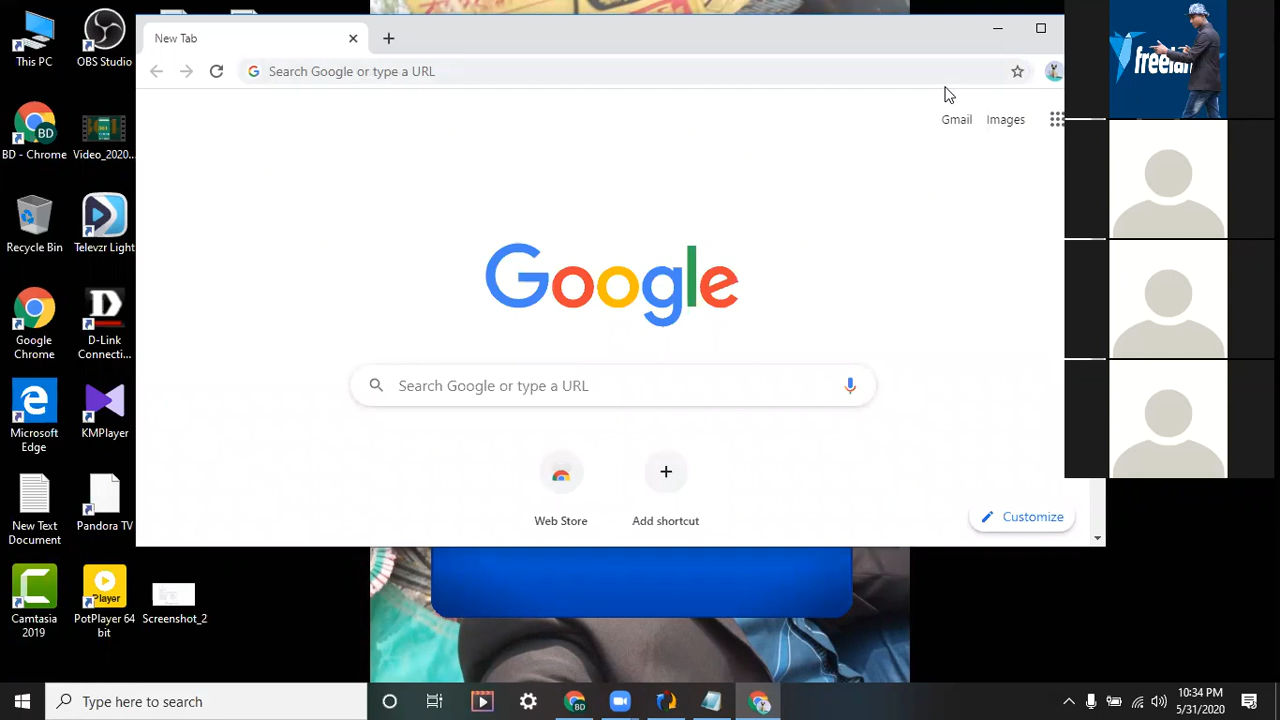 New Tab
Search Google or type a URL
Gmail Images
Google
Search Google or type a URL
Web Store
Add shortcut
Customize
This PC
OBS Studio
BD
BD - Chrome
Video_2020...
Recycle Bin
Televzr Light
Google
Chrome
D-Link
Connecti...
Microsoft
Edge
KMPlayer
New Text
Document
Pandora TV
Camtasia
2019
Player
PotPlayer 64
bit
Screenshot_2
Type here to search
BD
10:34 PM
5/31/2020